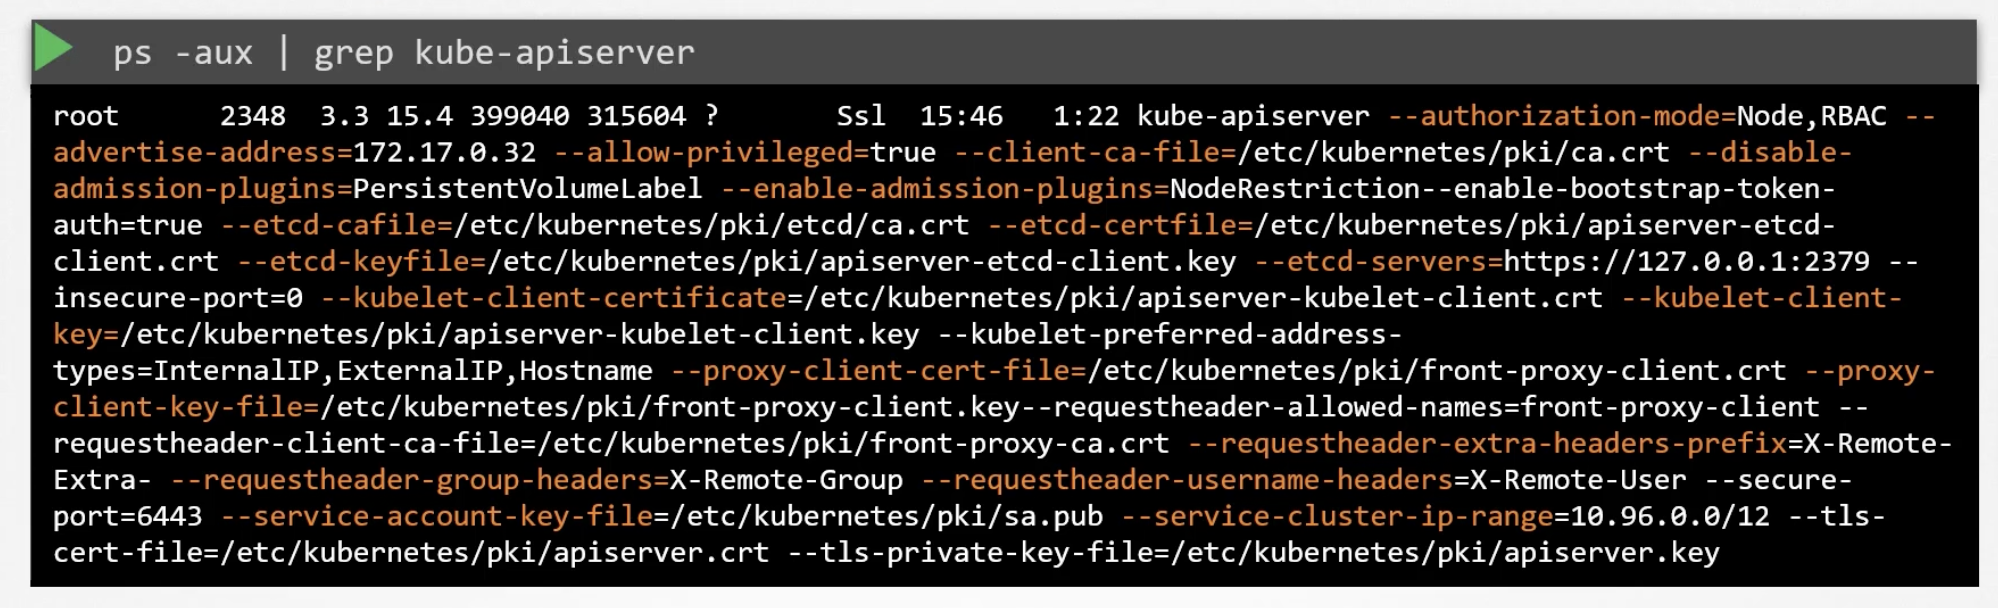 ps -aux | grep kube-apiserver
root      2348  3.3 15.4 399040 315604 ?       Ssl  15:46   1:22 kube-apiserver --authorization-mode=Node,RBAC --
advertise-address=172.17.0.32 --allow-privileged=true --client-ca-file=/etc/kubernetes/pki/ca.crt --disable-
admission-plugins=PersistentVolumeLabel --enable-admission-plugins=NodeRestriction--enable-bootstrap-token-
auth=true --etcd-cafile=/etc/kubernetes/pki/etcd/ca.crt --etcd-certfile=/etc/kubernetes/pki/apiserver-etcd-
client.crt --etcd-keyfile=/etc/kubernetes/pki/apiserver-etcd-client.key --etcd-servers=https://127.0.0.1:2379 --
insecure-port=0 --kubelet-client-certificate=/etc/kubernetes/pki/apiserver-kubelet-client.crt --kubelet-client-
key=/etc/kubernetes/pki/apiserver-kubelet-client.key --kubelet-preferred-address-
types=InternalIP,ExternalIP,Hostname --proxy-client-cert-file=/etc/kubernetes/pki/front-proxy-client.crt --proxy-
client-key-file=/etc/kubernetes/pki/front-proxy-client.key--requestheader-allowed-names=front-proxy-client --
requestheader-client-ca-file=/etc/kubernetes/pki/front-proxy-ca.crt --requestheader-extra-headers-prefix=X-Remote-
Extra- --requestheader-group-headers=X-Remote-Group --requestheader-username-headers=X-Remote-User --secure-
port=6443 --service-account-key-file=/etc/kubernetes/pki/sa.pub --service-cluster-ip-range=10.96.0.0/12 --tls-
cert-file=/etc/kubernetes/pki/apiserver.crt --tls-private-key-file=/etc/kubernetes/pki/apiserver.key